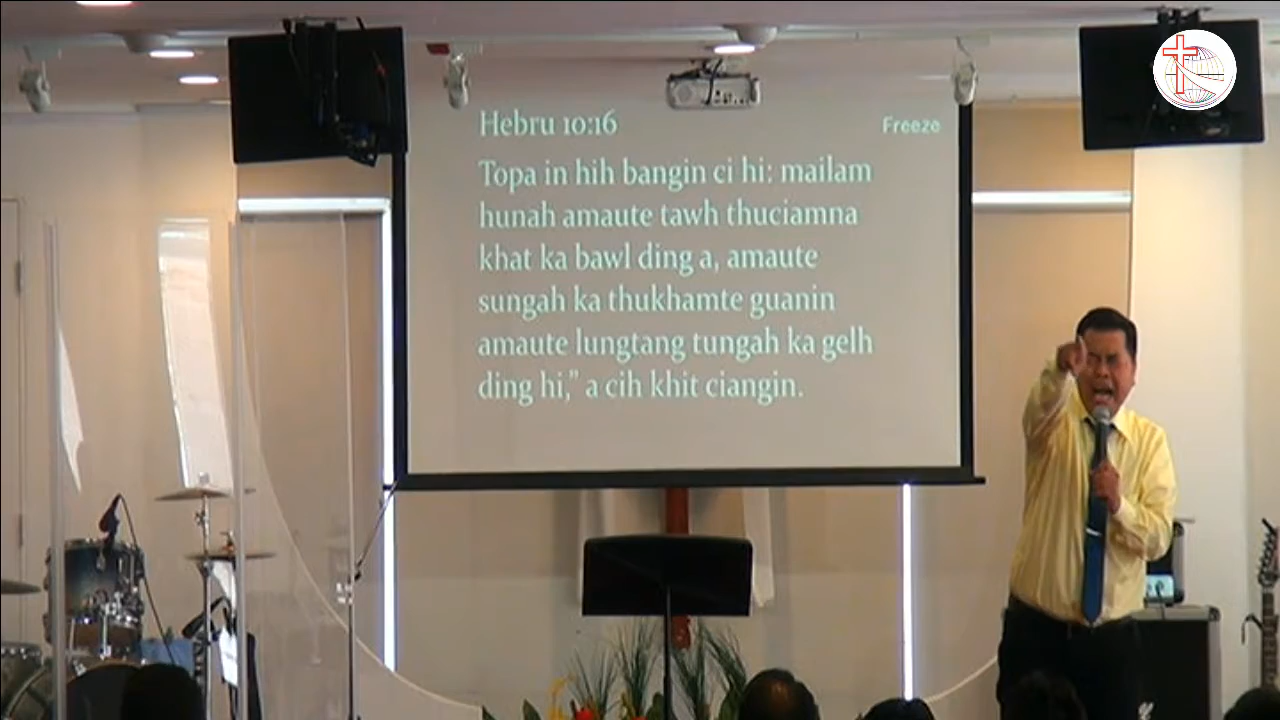 Hebru 10:16
Freeze
Topa in hih bangin ci hi: mailam
hunah amaute tawh thuciamna
khat ka bawl ding a, amaute
sungah ka thukhamte guanin
amaute lungtang tungah ka gelh
ding hi,” a cih khit ciangin.